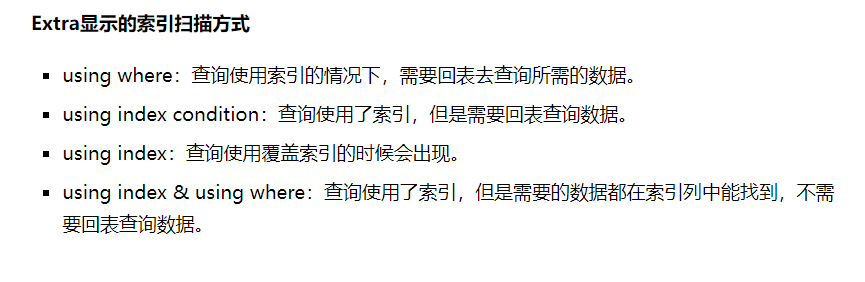 Extra显示的索引扫描方式
▪ using where：查询使用索引的情况下，需要回表去查询所需的数据。
▪ using index condition：查询使用了索引，但是需要回表查询数据。
▪ using index：查询使用覆盖索引的时候会出现。
▪ using index & using where：查询使用了索引，但是需要的数据都在索引列中能找到，不需
要回表查询数据。